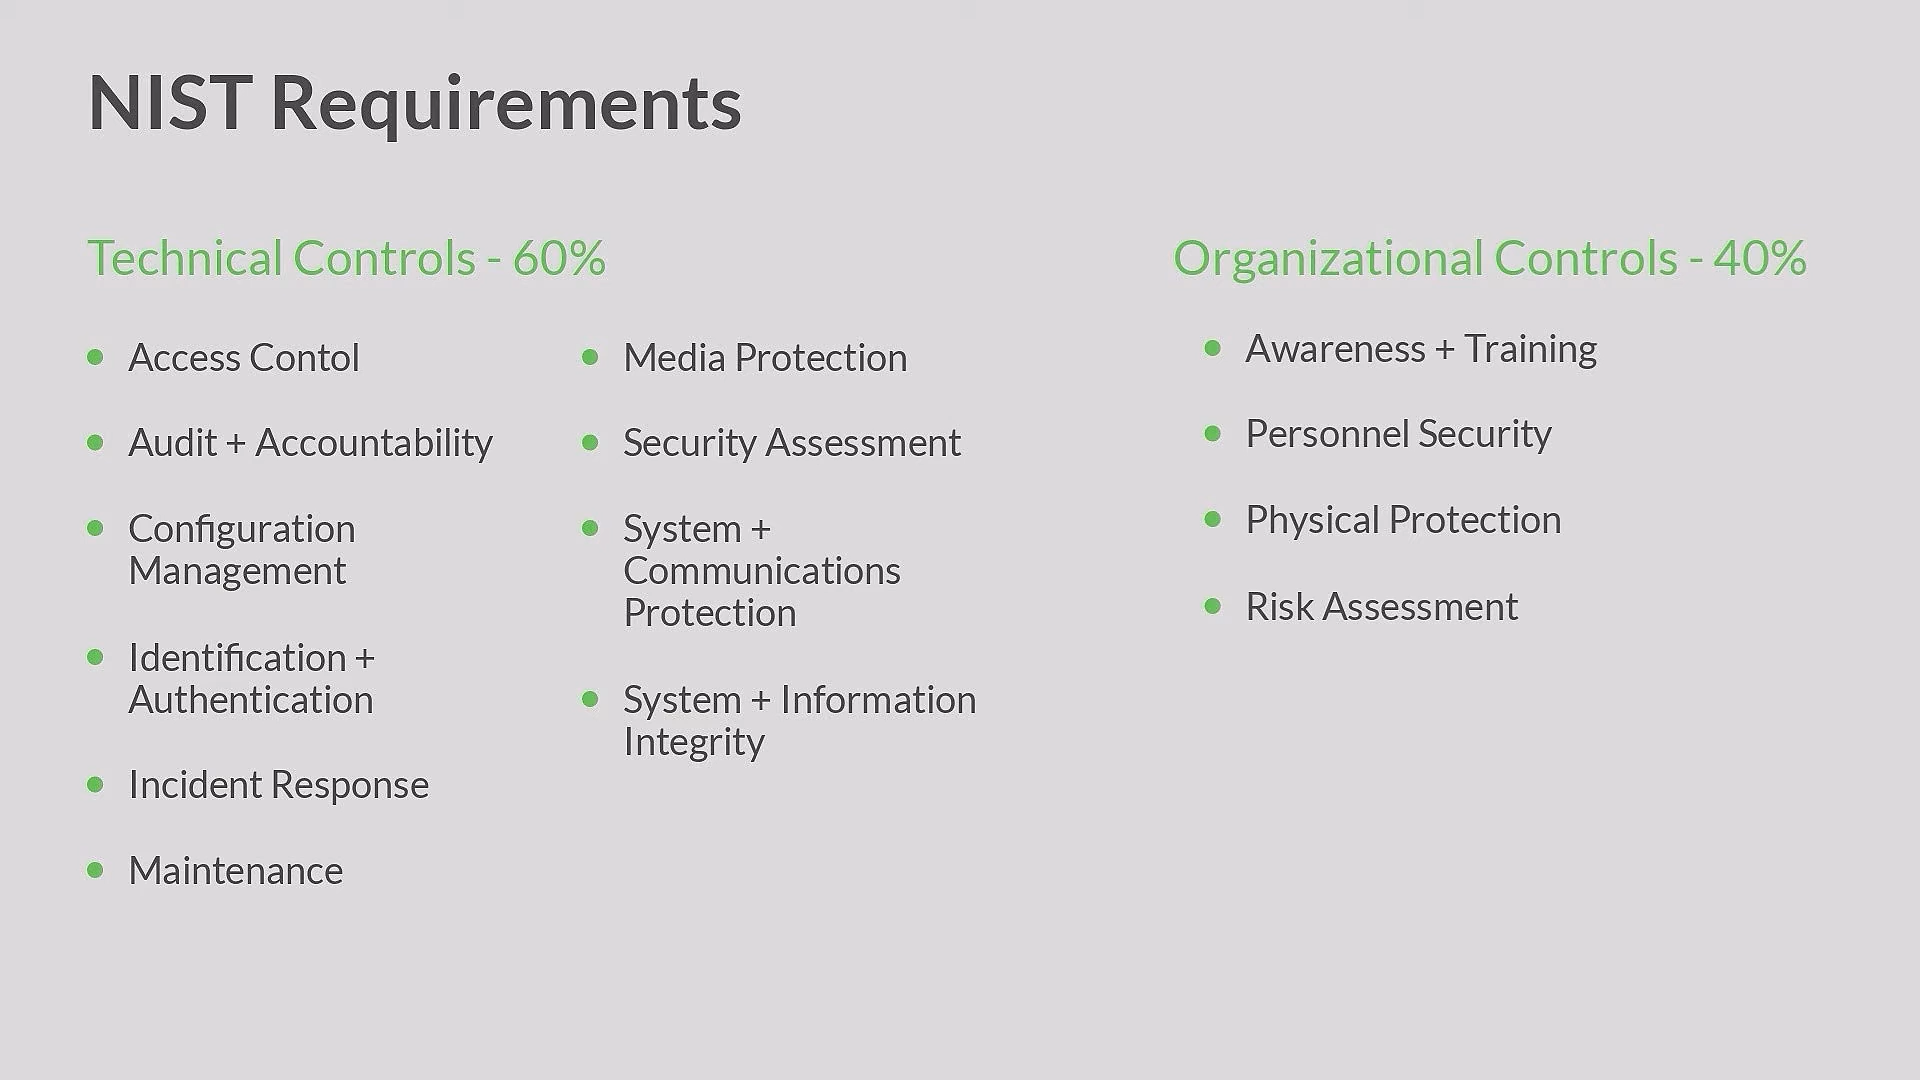 NIST Requirements
Technical Controls - 60%
Access Contol
Audit + Accountability
Configuration
Management
Identification +
Authentication
Incident Response
Maintenance
Media Protection
Security Assessment
System +
Communications
Protection
System + Information
Integrity
Organizational Controls - 40%
Awareness + Training
Personnel Security
Physical Protection
Risk Assessment